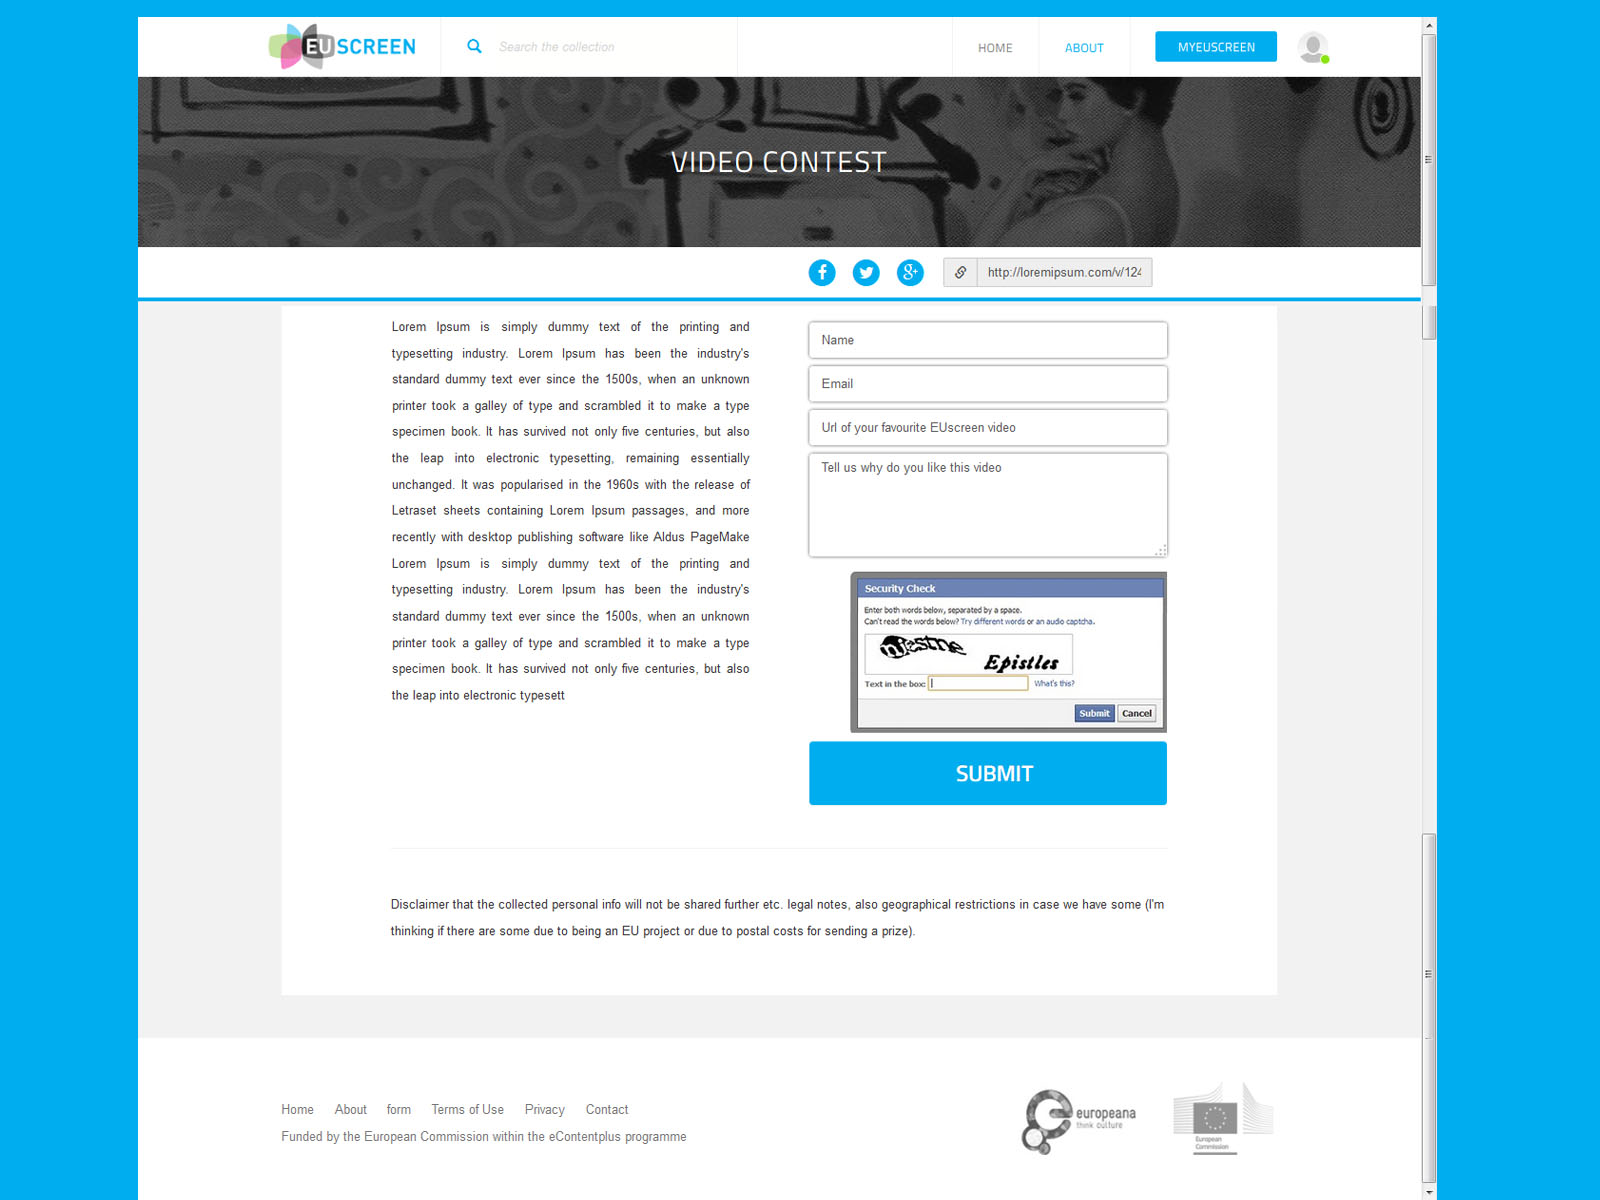 EUSCREEN
Search the collection
HOME
ABOUT
MYEUSCREEN
VIDEO CONTEST
http://loremipsum.com/v/124
Lorem Ipsum is simply dummy text of the printing and
typesetting industry. Lorem Ipsum has been the industry's
standard dummy text ever since the 1500s, when an unknown
printer took a galley of type and scrambled it to make a type
specimen book. It has survived not only five centuries, but also
the leap into electronic typesetting, remaining essentially
unchanged. It was popularised in the 1960s with the release of
Letraset sheets containing Lorem Ipsum passages, and more
recently with desktop publishing software like Aldus PageMake
Lorem Ipsum is simply dummy text of the printing and
typesetting industry. Lorem Ipsum has been the industry's
standard dummy text ever since the 1500s, when an unknown
printer took a galley of type and scrambled it to make a type
specimen book. It has survived not only five centuries, but also
the leap into electronic typesett
Name
Email
Url of your favourite EUscreen video
Tell us why do you like this video
Security Check
Enter both words below, separated by a space.
Can't read the words below? Try different words or an audio captcha.
Epistles
Text in the box:
What's this?
Submit
Cancel
SUBMIT
Disclaimer that the collected personal info will not be shared further etc. legal notes, also geographical restrictions in case we have some (I'm
thinking if there are some due to being an EU project or due to postal costs for sending a prize).
Home About form Terms of Use Privacy Contact
Funded by the European Commission within the eContentplus programme
europeana
think culture
European
Commission